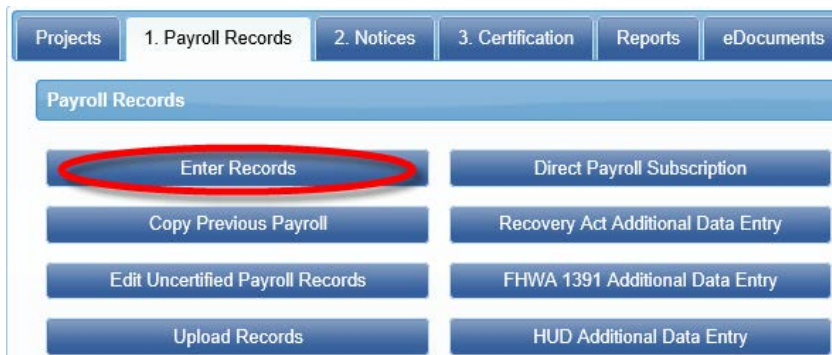 Projects 1. Payroll Records 2. Notices 3. Certification Reports eDocuments
Payroll Records
Enter Records Direct Payroll Subscription
Copy Previous Payroll Recovery Act Additional Data Entry
Edit Uncertified Payroll Records FHWA 1391 Additional Data Entry
Upload Records HUD Additional Data Entry